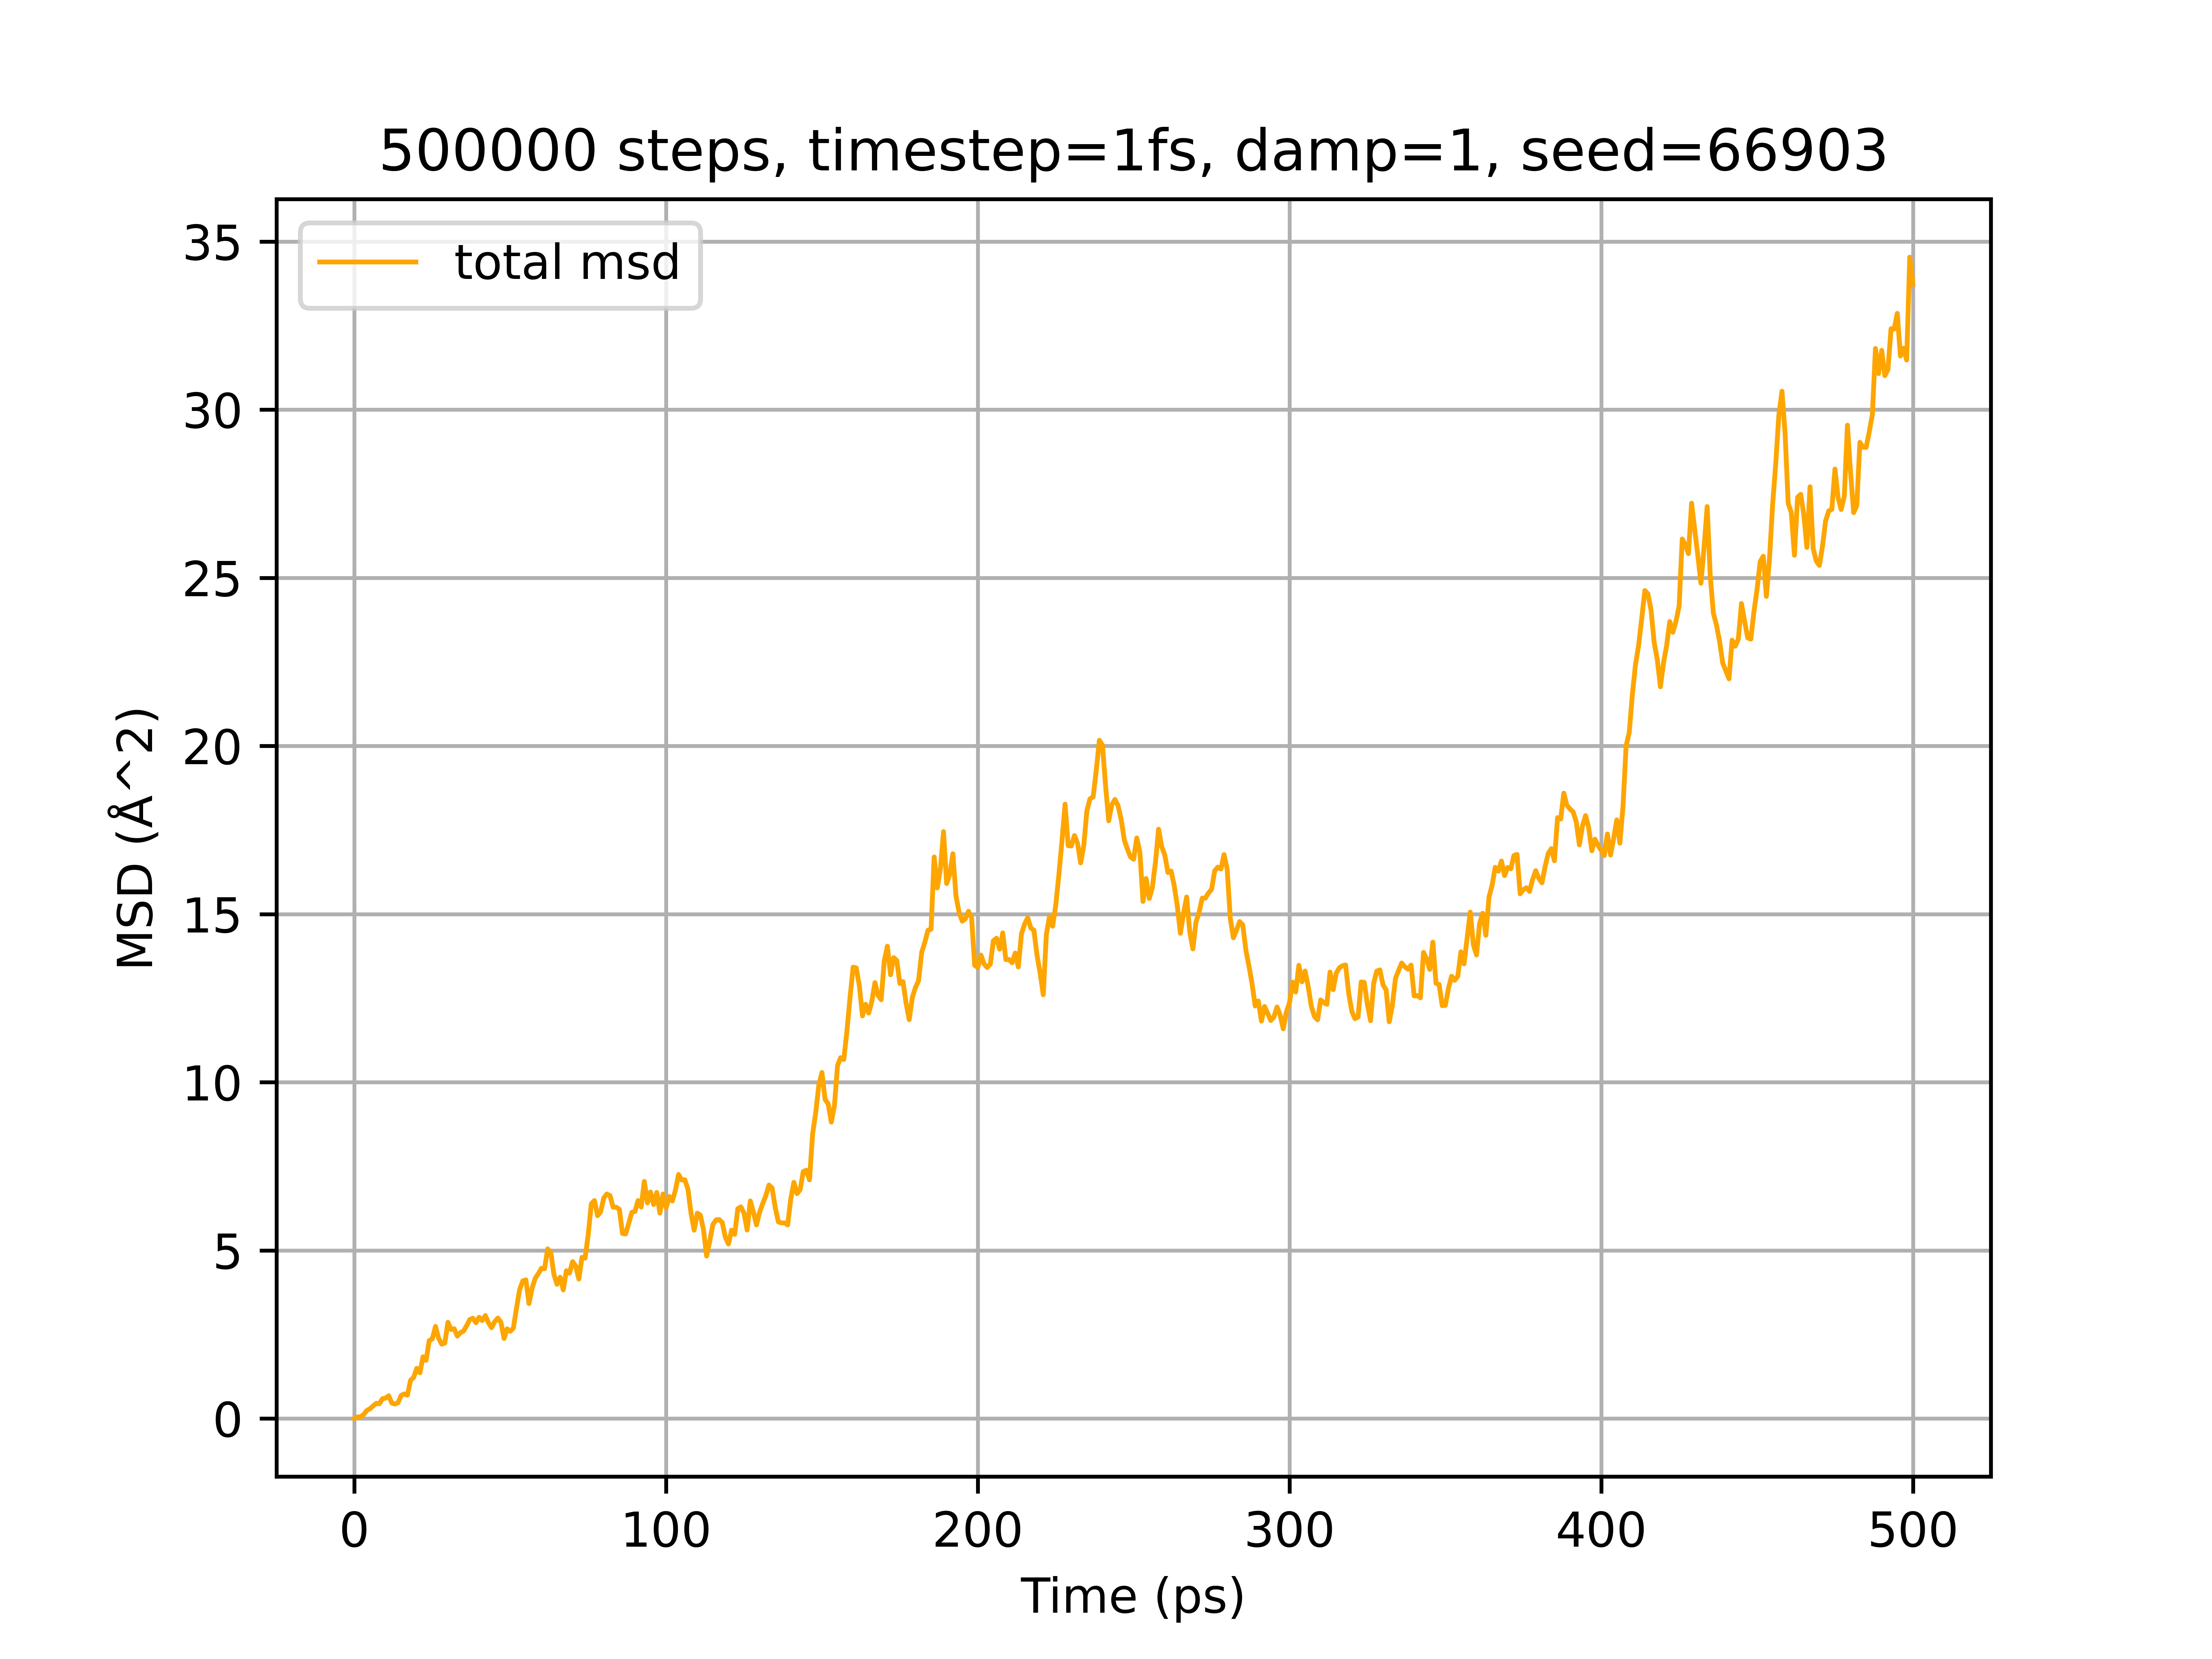 500000 steps, timestep=1fs, damp=1, seed=66903
total msd
35
30
25
20
15
10
5
0
MSD (Å^2)
0 100 200 300 400 500
Time (ps)